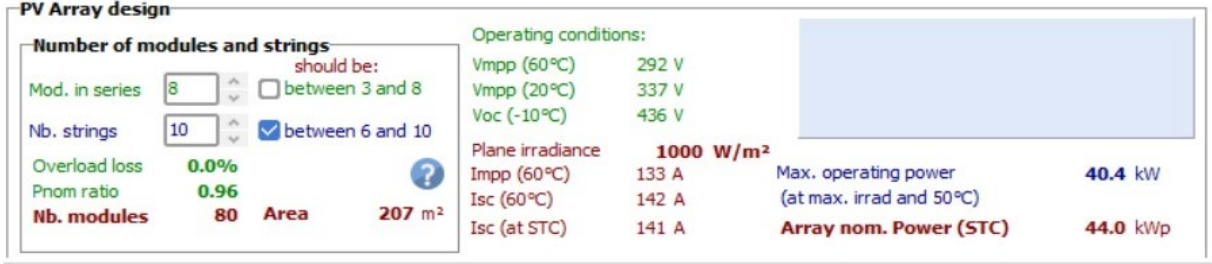 PV Array design
Number of modules and strings
should be:
Mod. in series 8 between 3 and 8
Nb. strings 10 between 6 and 10
Overload loss 0.0%
Pnom ratio 0.96
?
Nb. modules 80 Area 207 m²
Operating conditions:
Vmpp (60°C) 292 V
Vmpp (20°C) 337 V
Voc (-10°C) 436 V
Plane irradiance 1000 W/m²
Impp (60°C) 133 A
Isc (60°C) 142 A
Isc (at STC) 141 A
Max. operating power 40.4 kW
(at max. irrad and 50°C)
Array nom. Power (STC) 44.0 kWp